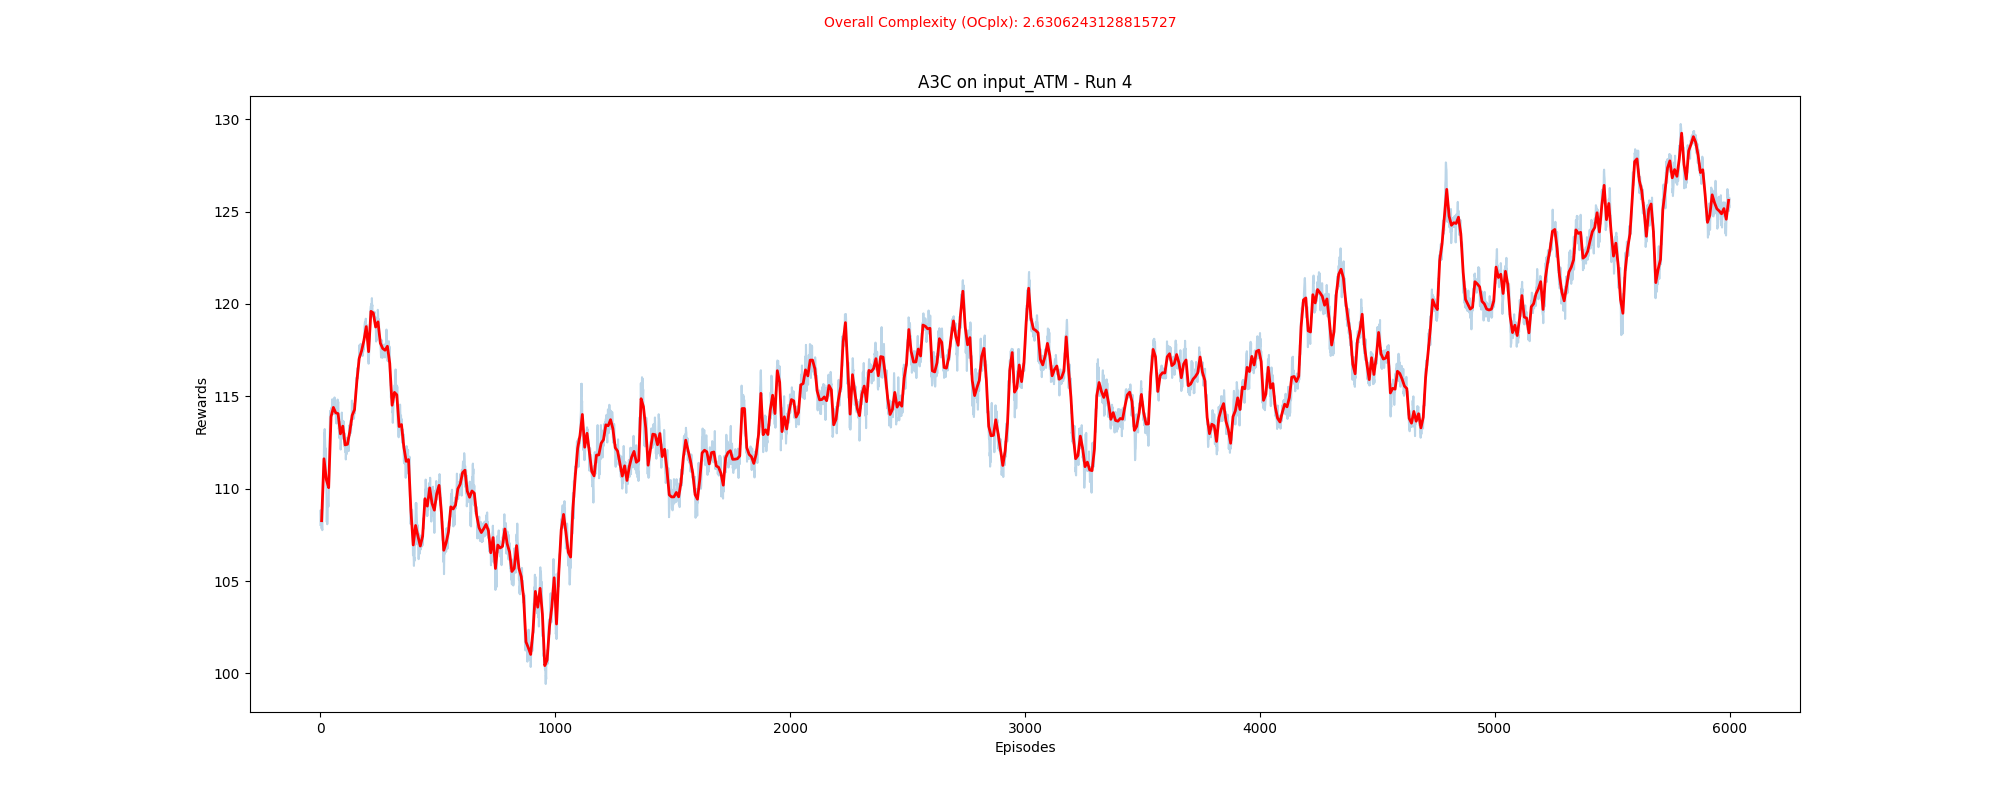 Overall Complexity (OCplx): 2.6306243128815727
A3C on input_ATM - Run 4
Rewards
130
125
120
115
110
105
100
0 1000 2000 3000 4000 5000 6000
Episodes